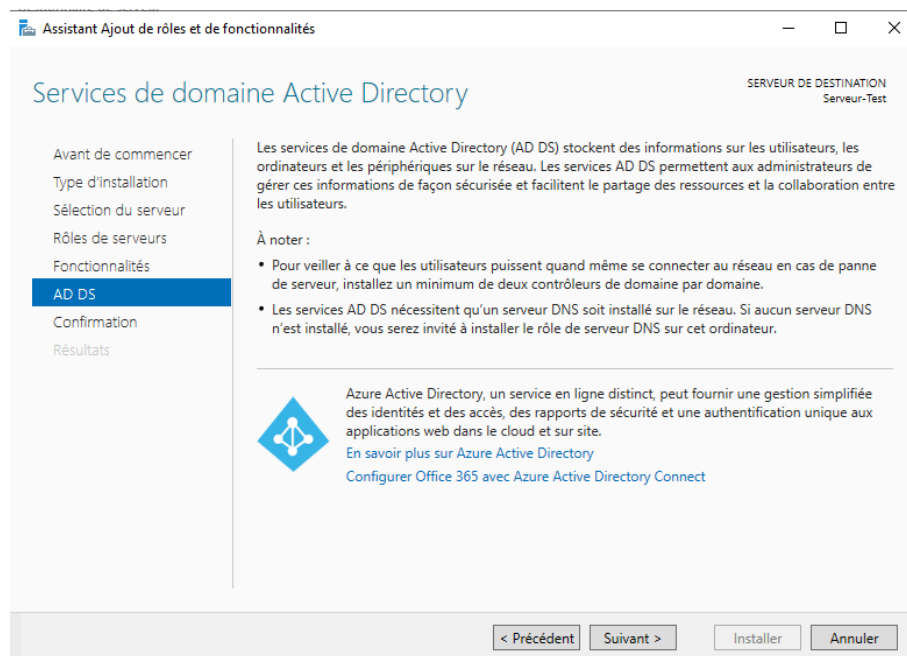 Assistant Ajout de rôles et de fonctionnalités
Services de domaine Active Directory
SERVEUR DE DESTINATION
Serveur-Test
Avant de commencer
Type d'installation
Sélection du serveur
Rôles de serveurs
Fonctionnalités
AD DS
Confirmation
Résultats
Les services de domaine Active Directory (AD DS) stockent des informations sur les utilisateurs, les
ordinateurs et les périphériques sur le réseau. Les services AD DS permettent aux administrateurs de
gérer ces informations de façon sécurisée et facilitent le partage des ressources et la collaboration entre
les utilisateurs.
À noter :
• Pour veiller à ce que les utilisateurs puissent quand même se connecter au réseau en cas de panne
de serveur, installez un minimum de deux contrôleurs de domaine par domaine.
• Les services AD DS nécessitent qu'un serveur DNS soit installé sur le réseau. Si aucun serveur DNS
n'est installé, vous serez invité à installer le rôle de serveur DNS sur cet ordinateur.
Azure Active Directory, un service en ligne distinct, peut fournir une gestion simplifiée
des identités et des accès, des rapports de sécurité et une authentification unique aux
applications web dans le cloud et sur site.
En savoir plus sur Azure Active Directory
Configurer Office 365 avec Azure Active Directory Connect
< Précédent
Suivant >
Installer
Annuler